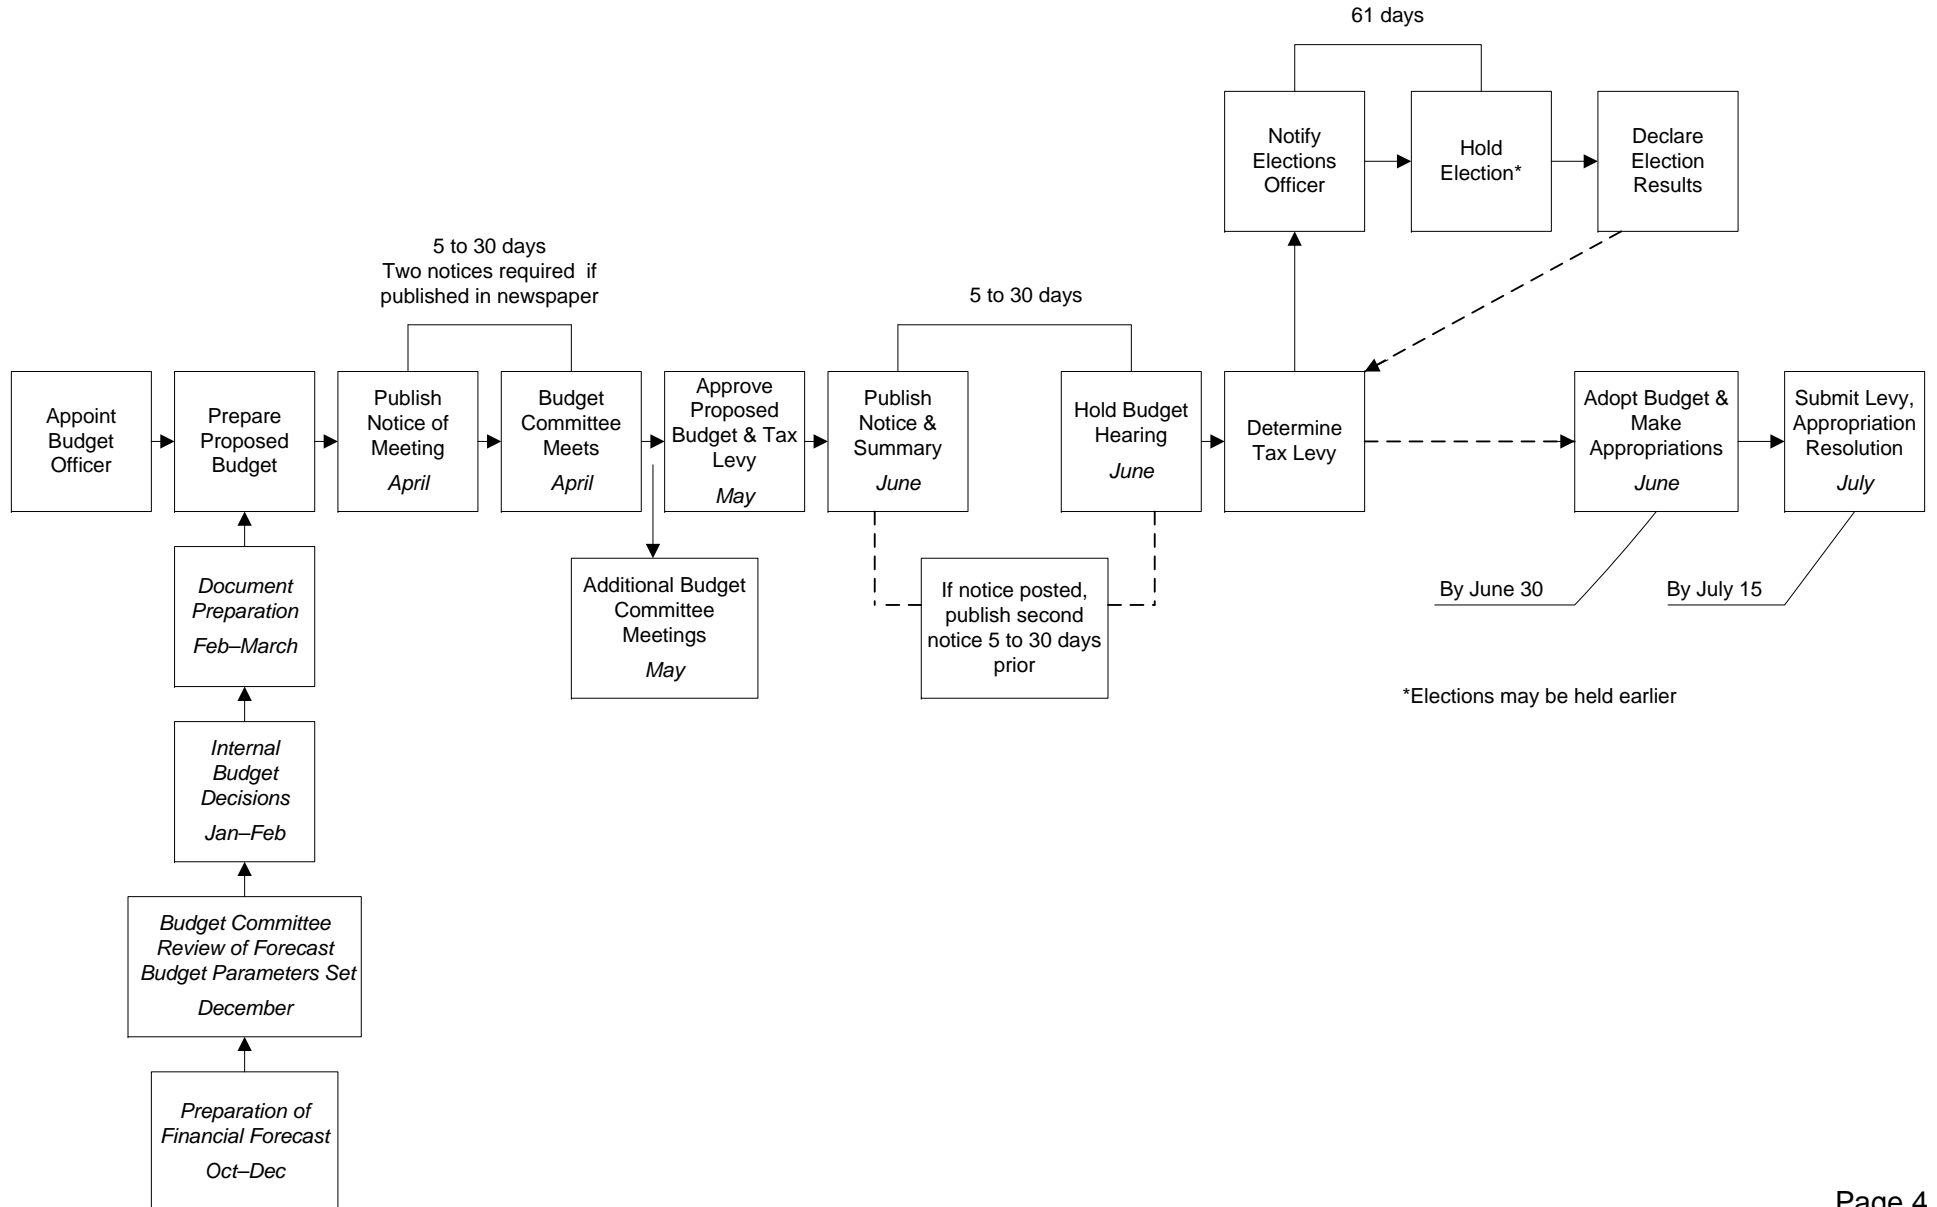 61 days
Notify
Elections
Officer
Hold
Election*
Declare
Election
Results
5 to 30 days
Two notices required if
published in newspaper
5 to 30 days
Appoint
Budget
Officer
Prepare
Proposed
Budget
Publish
Notice of
Meeting
April
Budget
Committee
Meets
April
Approve
Proposed
Budget & Tax
Levy
May
Publish
Notice &
Summary
June
Hold Budget
Hearing
June
Determine
Tax Levy
Adopt Budget &
Make
Appropriations
June
Submit Levy,
Appropriation
Resolution
July
Document
Preparation
Feb–March
Additional Budget
Committee
Meetings
May
If notice posted,
publish second
notice 5 to 30 days
prior
By June 30
By July 15
*Elections may be held earlier
Internal
Budget
Decisions
Jan–Feb
Budget Committee
Review of Forecast
Budget Parameters Set
December
Preparation of
Financial Forecast
Oct–Dec
Page 4